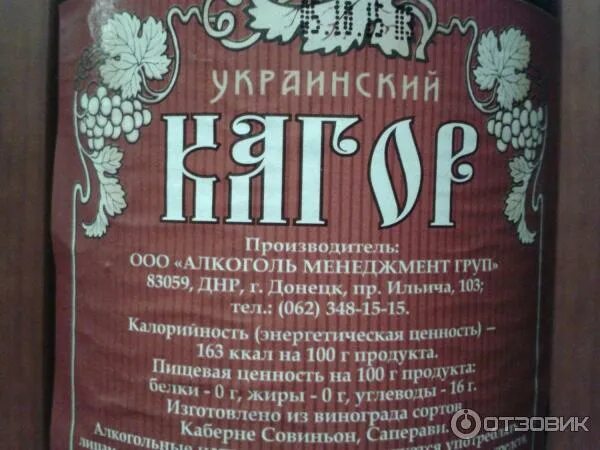 УКРАИНСКИЙ
КАГОР
Производитель:
ООО «АЛКОГОЛЬ МЕНЕДЖМЕНТ ГРУП»
83059, ДНР, г. Донецк, пр. Ильича, 103;
тел.: (062) 348-15-15.
Калорийность (энергетическая ценность) –
163 ккал на 100 г продукта.
Пищевая ценность на 100 г продукта:
белки - 0 г, жиры - 0 г, углеводы - 16 г.
Изготовлено из винограда сортов
Каберне Совиньон, Саперави.
Алкогольные употреблять
ОТЗОВИК